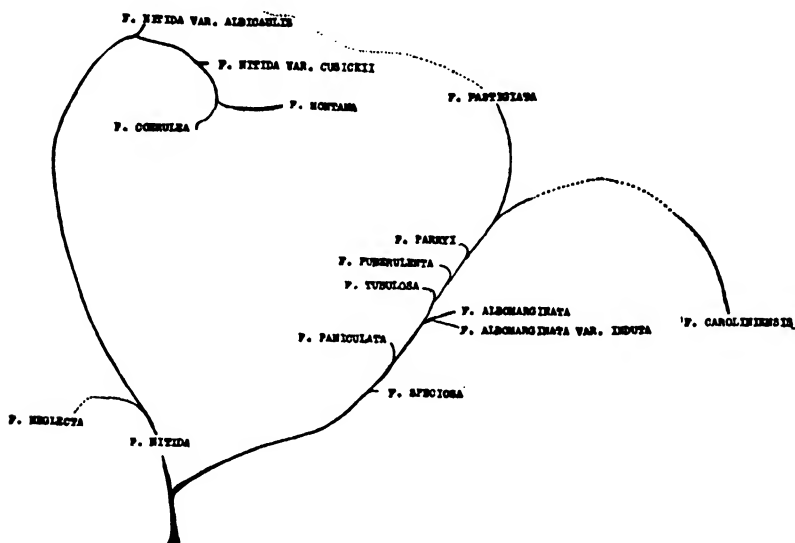 F. NITIDA VAR. ALBICAULIS
F. NITIDA VAR. CUSICKII
F. MONTANA
F. FASTIGIATA
F. COERULEA
F. PARRYI
F. PUBERULENTA
F. TUBULOSA
F. ALBOMARGINATA
F. CAROLINIENSIS
F. ALBOMARGINATA VAR. INDUTA
F. PANICULATA
F. SPECIOSA
F. NEGLECTA
F. NITIDA